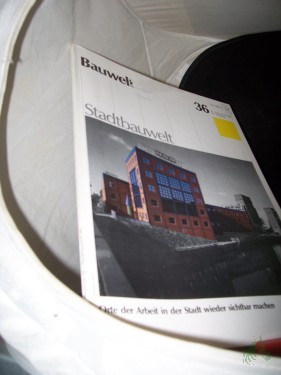 Bauwelt
36
Stadtbauwelt
Orte der Arbeit in der Stadt wieder sichtbar machen